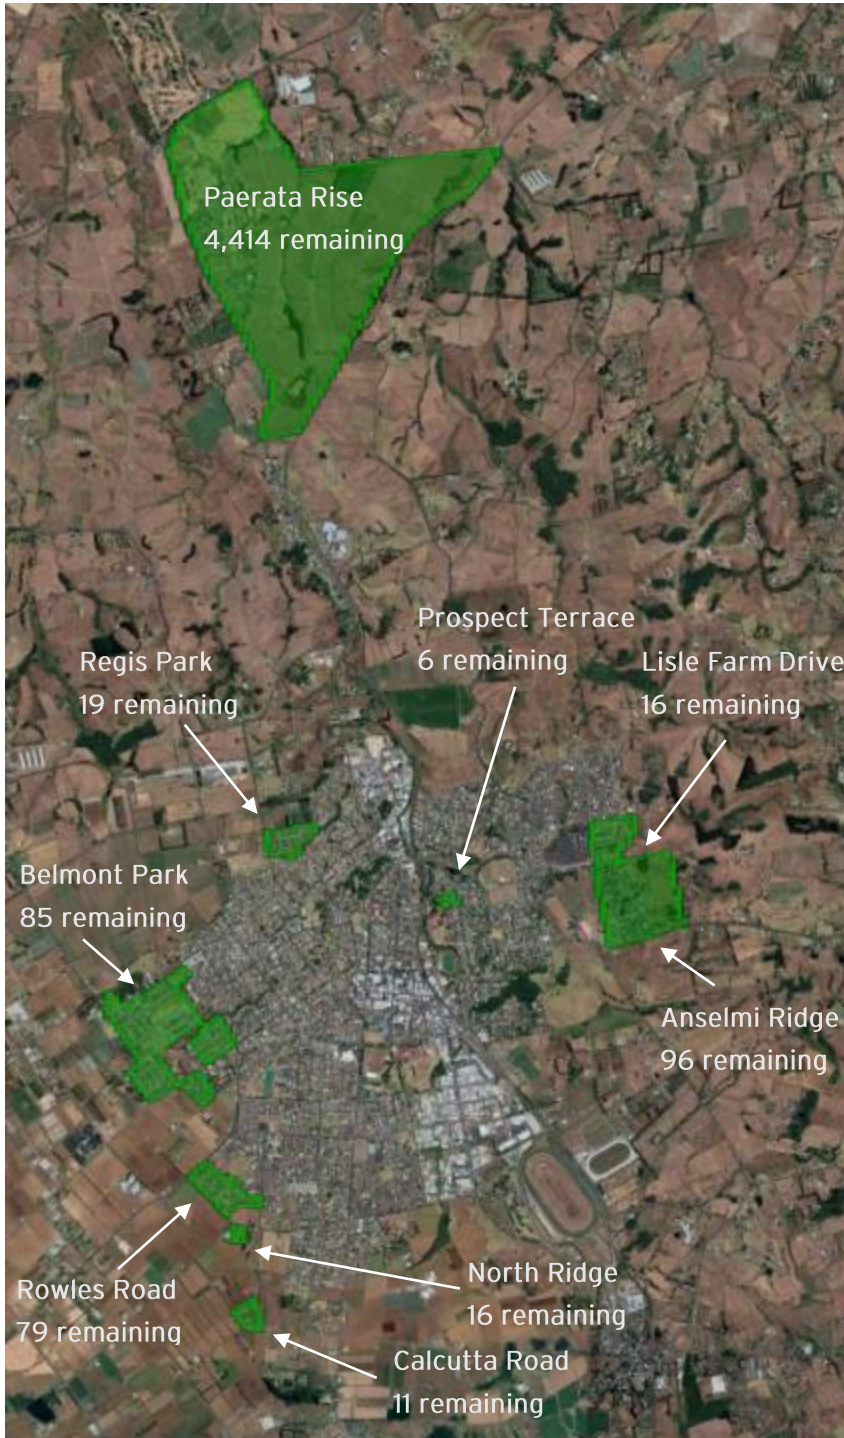 Paerata Rise
4,414 remaining
Prospect Terrace
6 remaining
Regis Park
19 remaining
Lisle Farm Drive
16 remaining
Belmont Park
85 remaining
Anselmi Ridge
96 remaining
North Ridge
16 remaining
Rowles Road
79 remaining
Calcutta Road
11 remaining